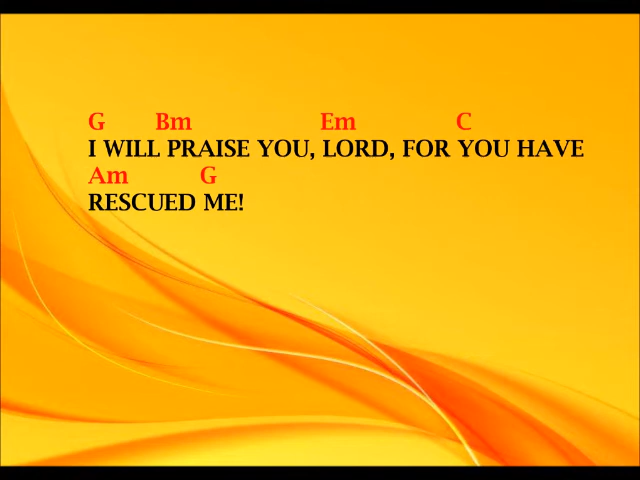 G Bm Em C
I WILL PRAISE YOU, LORD, FOR YOU HAVE
Am G
RESCUED ME!